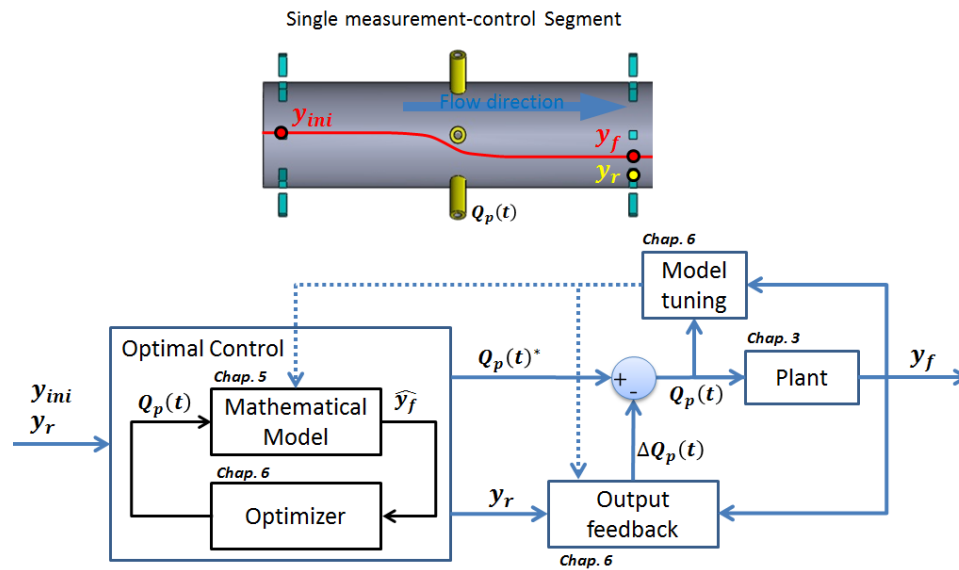 Single measurement-control Segment
Flow direction
y_ini
y_f
y_r
Q_p(t)
Chap. 6
Model
tuning
Chap. 3
Optimal Control
Q_p(t)*
+
-
Q_p(t)
Plant
y_f
Chap. 5
y_ini
y_r
Q_p(t)
Mathematical
Model
ŷ_f
ΔQ_p(t)
Chap. 6
Optimizer
y_r
Output
feedback
Chap. 6